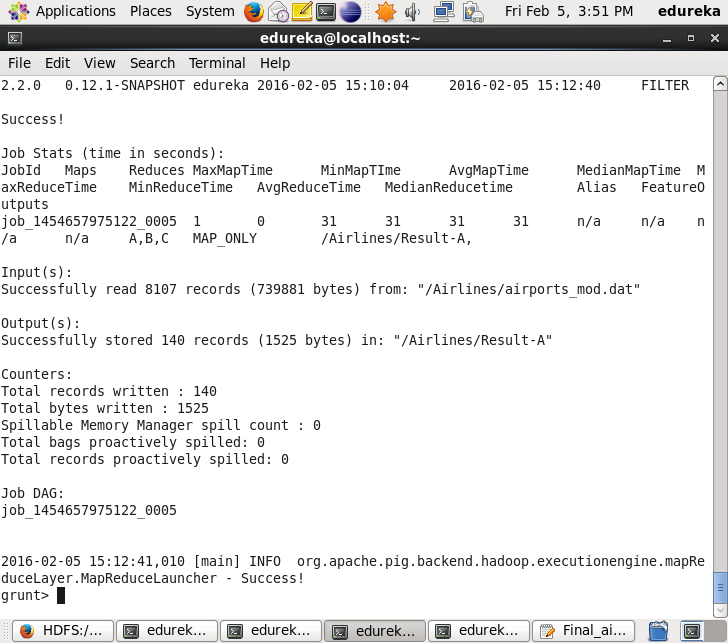 Applications Places System Fri Feb 5, 3:51 PM edureka
edureka@localhost:~
File Edit View Search Terminal Help
2.2.0 0.12.1-SNAPSHOT edureka 2016-02-05 15:10:04 2016-02-05 15:12:40 FILTER
Success!
Job Stats (time in seconds):
JobId Maps Reduces MaxMapTime MinMapTIme AvgMapTime MedianMapTime M
axReduceTime MinReduceTime AvgReduceTime MedianReducetime Alias FeatureO
utputs
job_1454657975122_0005 1 0 31 31 31 31 n/a n/a n
/a n/a A,B,C MAP_ONLY /Airlines/Result-A,
Input(s):
Successfully read 8107 records (739881 bytes) from: "/Airlines/airports_mod.dat"
Output(s):
Successfully stored 140 records (1525 bytes) in: "/Airlines/Result-A"
Counters:
Total records written : 140
Total bytes written : 1525
Spillable Memory Manager spill count : 0
Total bags proactively spilled: 0
Total records proactively spilled: 0
Job DAG:
job_1454657975122_0005
2016-02-05 15:12:41,010 [main] INFO org.apache.pig.backend.hadoop.executionengine.mapRe
duceLayer.MapReduceLauncher - Success!
grunt>
HDFS:/... edurek... edurek... edurek... edurek... Final_ai...